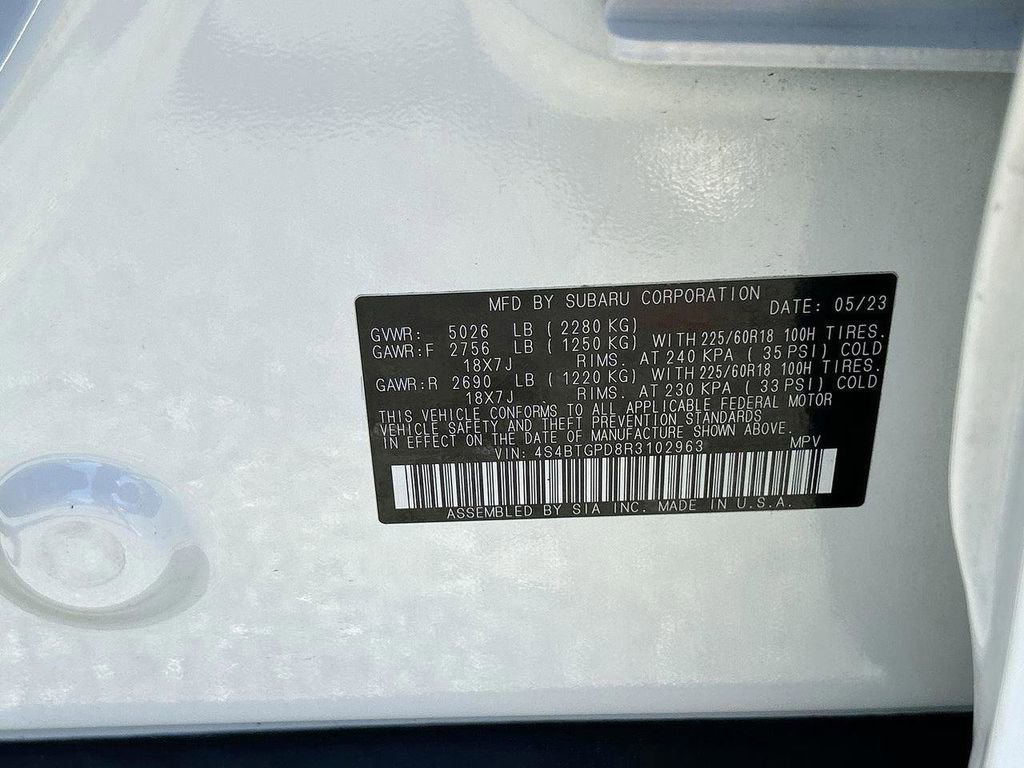 MFD BY SUBARU CORPORATION DATE: 05/23
GVWR: 5026 LB ( 2280 KG)
GAWR:F 2756 LB ( 1250 KG) WITH 225/60R18 100H TIRES.
18X7J RIMS. AT 240 KPA ( 35 PSI) COLD
GAWR:R 2690 LB ( 1220 KG) WITH 225/60R18 100H TIRES.
18X7J RIMS. AT 230 KPA ( 33 PSI) COLD
THIS VEHICLE CONFORMS TO ALL APPLICABLE FEDERAL MOTOR
VEHICLE SAFETY AND THEFT PREVENTION STANDARDS
IN EFFECT ON THE DATE OF MANUFACTURE SHOWN ABOVE.
VIN: 4S4BTGPD8R3102963 MPV
ASSEMBLED BY SIA INC. MADE IN U.S.A.